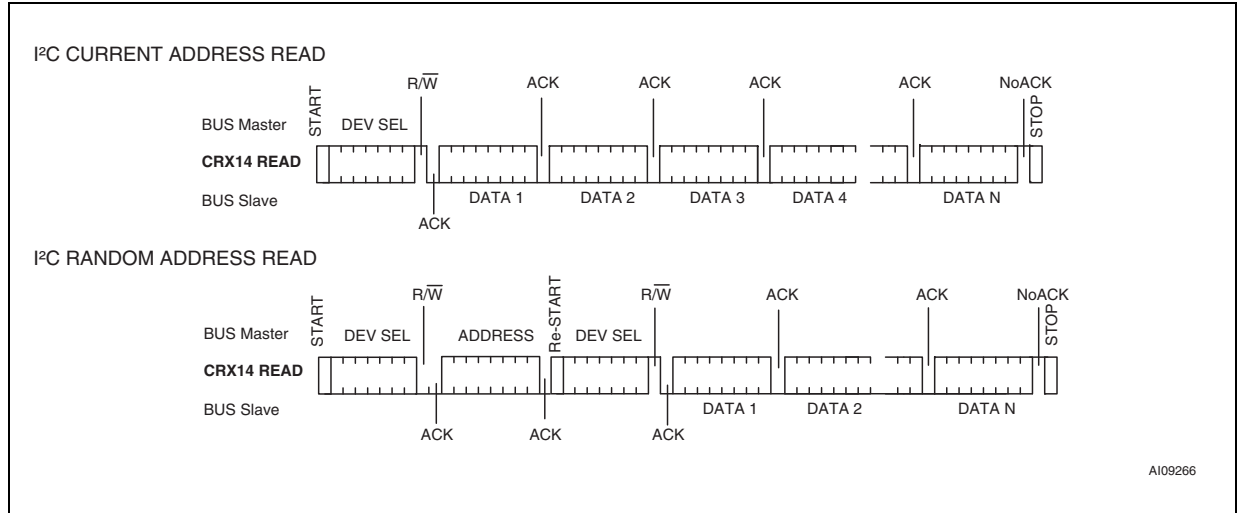 I²C CURRENT ADDRESS READ
R/W̅ ACK ACK ACK ACK NoACK
BUS Master START DEV SEL STOP
CRX14 READ
BUS Slave DATA 1 DATA 2 DATA 3 DATA 4 DATA N
ACK
I²C RANDOM ADDRESS READ
R/W̅ R/W̅ ACK ACK NoACK
BUS Master START DEV SEL ADDRESS Re-START DEV SEL STOP
CRX14 READ
BUS Slave DATA 1 DATA 2 DATA N
ACK ACK ACK
AI09266